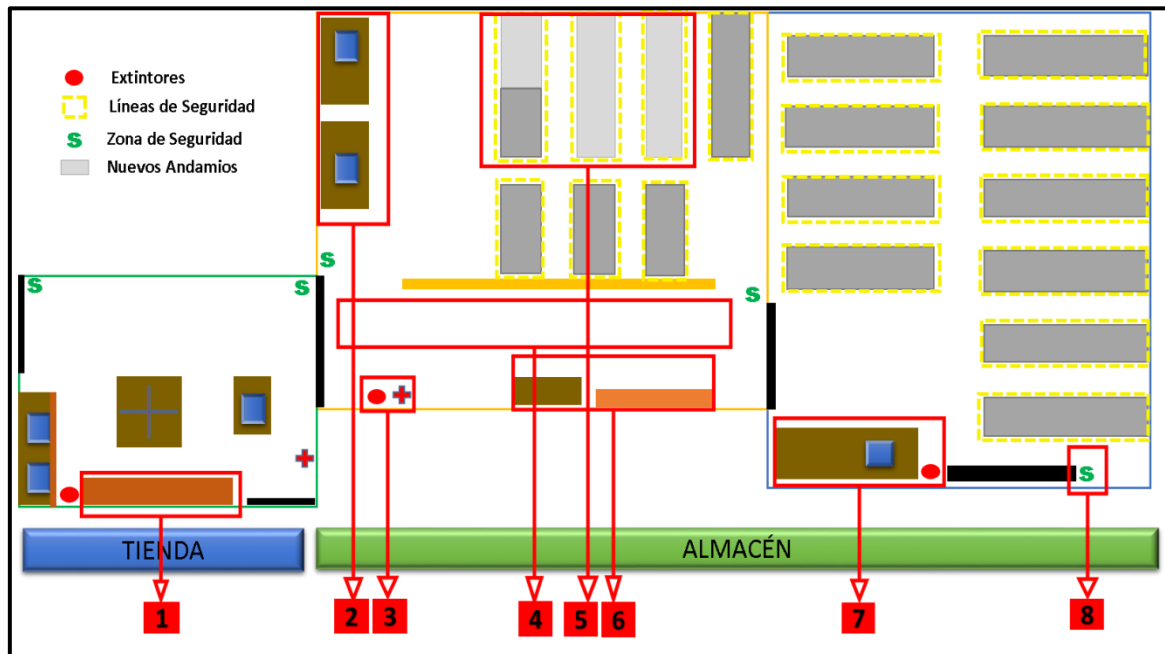 Extintores
Líneas de Seguridad
S Zona de Seguridad
Nuevos Andamios
S
S
S
S
S
TIENDA
ALMACÉN
1
2
3
4
5
6
7
8